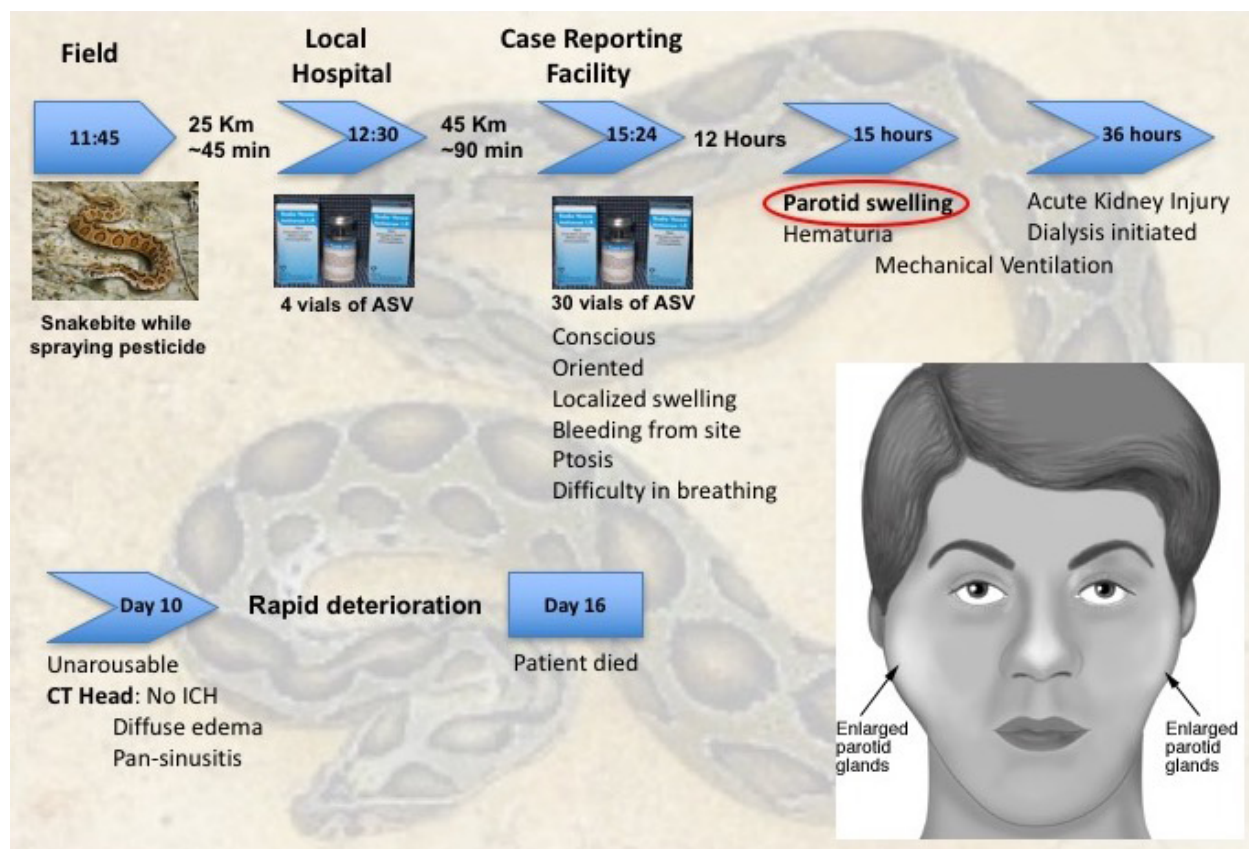 Field
Local
Hospital
Case Reporting
Facility
11:45
25 Km
~45 min
12:30
45 Km
~90 min
15:24
12 Hours
15 hours
36 hours
Snakebite while
spraying pesticide
4 vials of ASV
30 vials of ASV
Conscious
Oriented
Localized swelling
Bleeding from site
Ptosis
Difficulty in breathing
Parotid swelling
Hematuria
Mechanical Ventilation
Acute Kidney Injury
Dialysis initiated
Enlarged
parotid
glands
Enlarged
parotid
glands
Day 10
Rapid deterioration
Day 16
Unarousable
CT Head: No ICH
Diffuse edema
Pan-sinusitis
Patient died